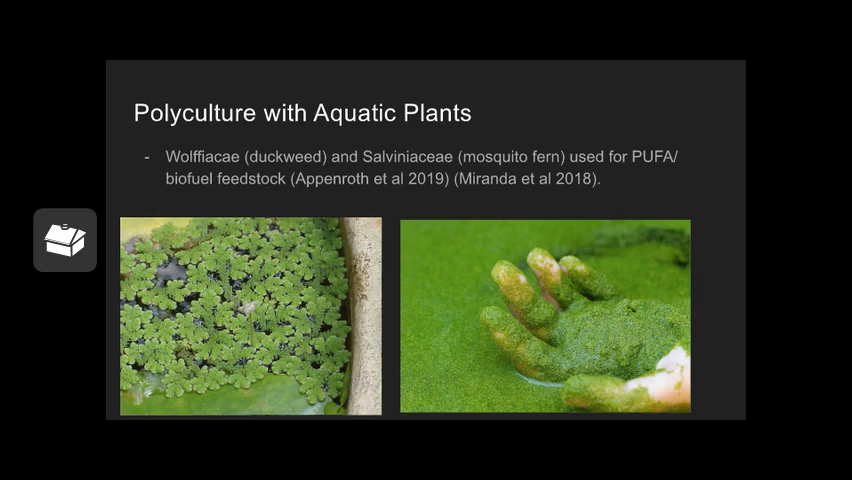 Polyculture with Aquatic Plants
- Wolffiacae (duckweed) and Salviniaceae (mosquito fern) used for PUFA/
biofuel feedstock (Appenroth et al 2019) (Miranda et al 2018).